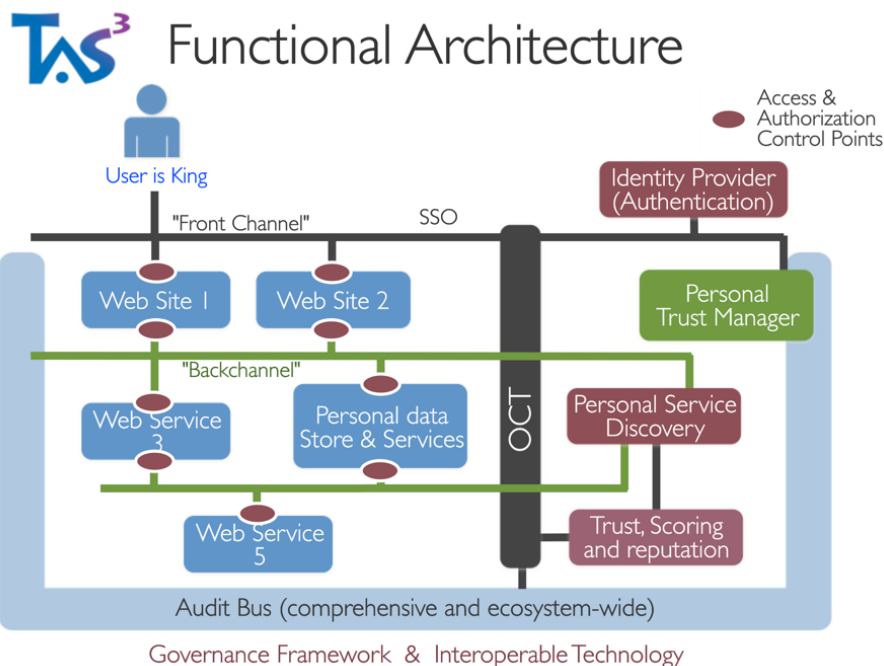 TAS³
Functional Architecture
Access &
Authorization
Control Points
User is King
Identity Provider
(Authentication)
"Front Channel"
SSO
Web Site 1
Web Site 2
Personal
Trust Manager
"Backchannel"
OCT
Web Service
3
Personal data
Store & Services
Personal Service
Discovery
Web Service
5
Trust, Scoring
and reputation
Audit Bus (comprehensive and ecosystem-wide)
Governance Framework & Interoperable Technology